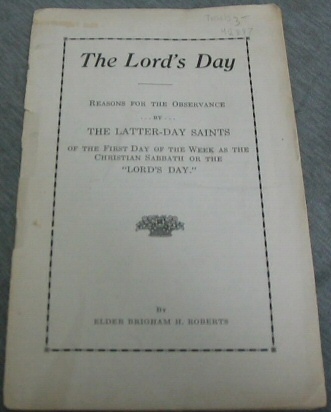 The Lord's Day
REASONS FOR THE OBSERVANCE
... BY ...
THE LATTER-DAY SAINTS
OF THE FIRST DAY OF THE WEEK AS THE
CHRISTIAN SABBATH OR THE
"LORD'S DAY."
BY
ELDER BRIGHAM H. ROBERTS